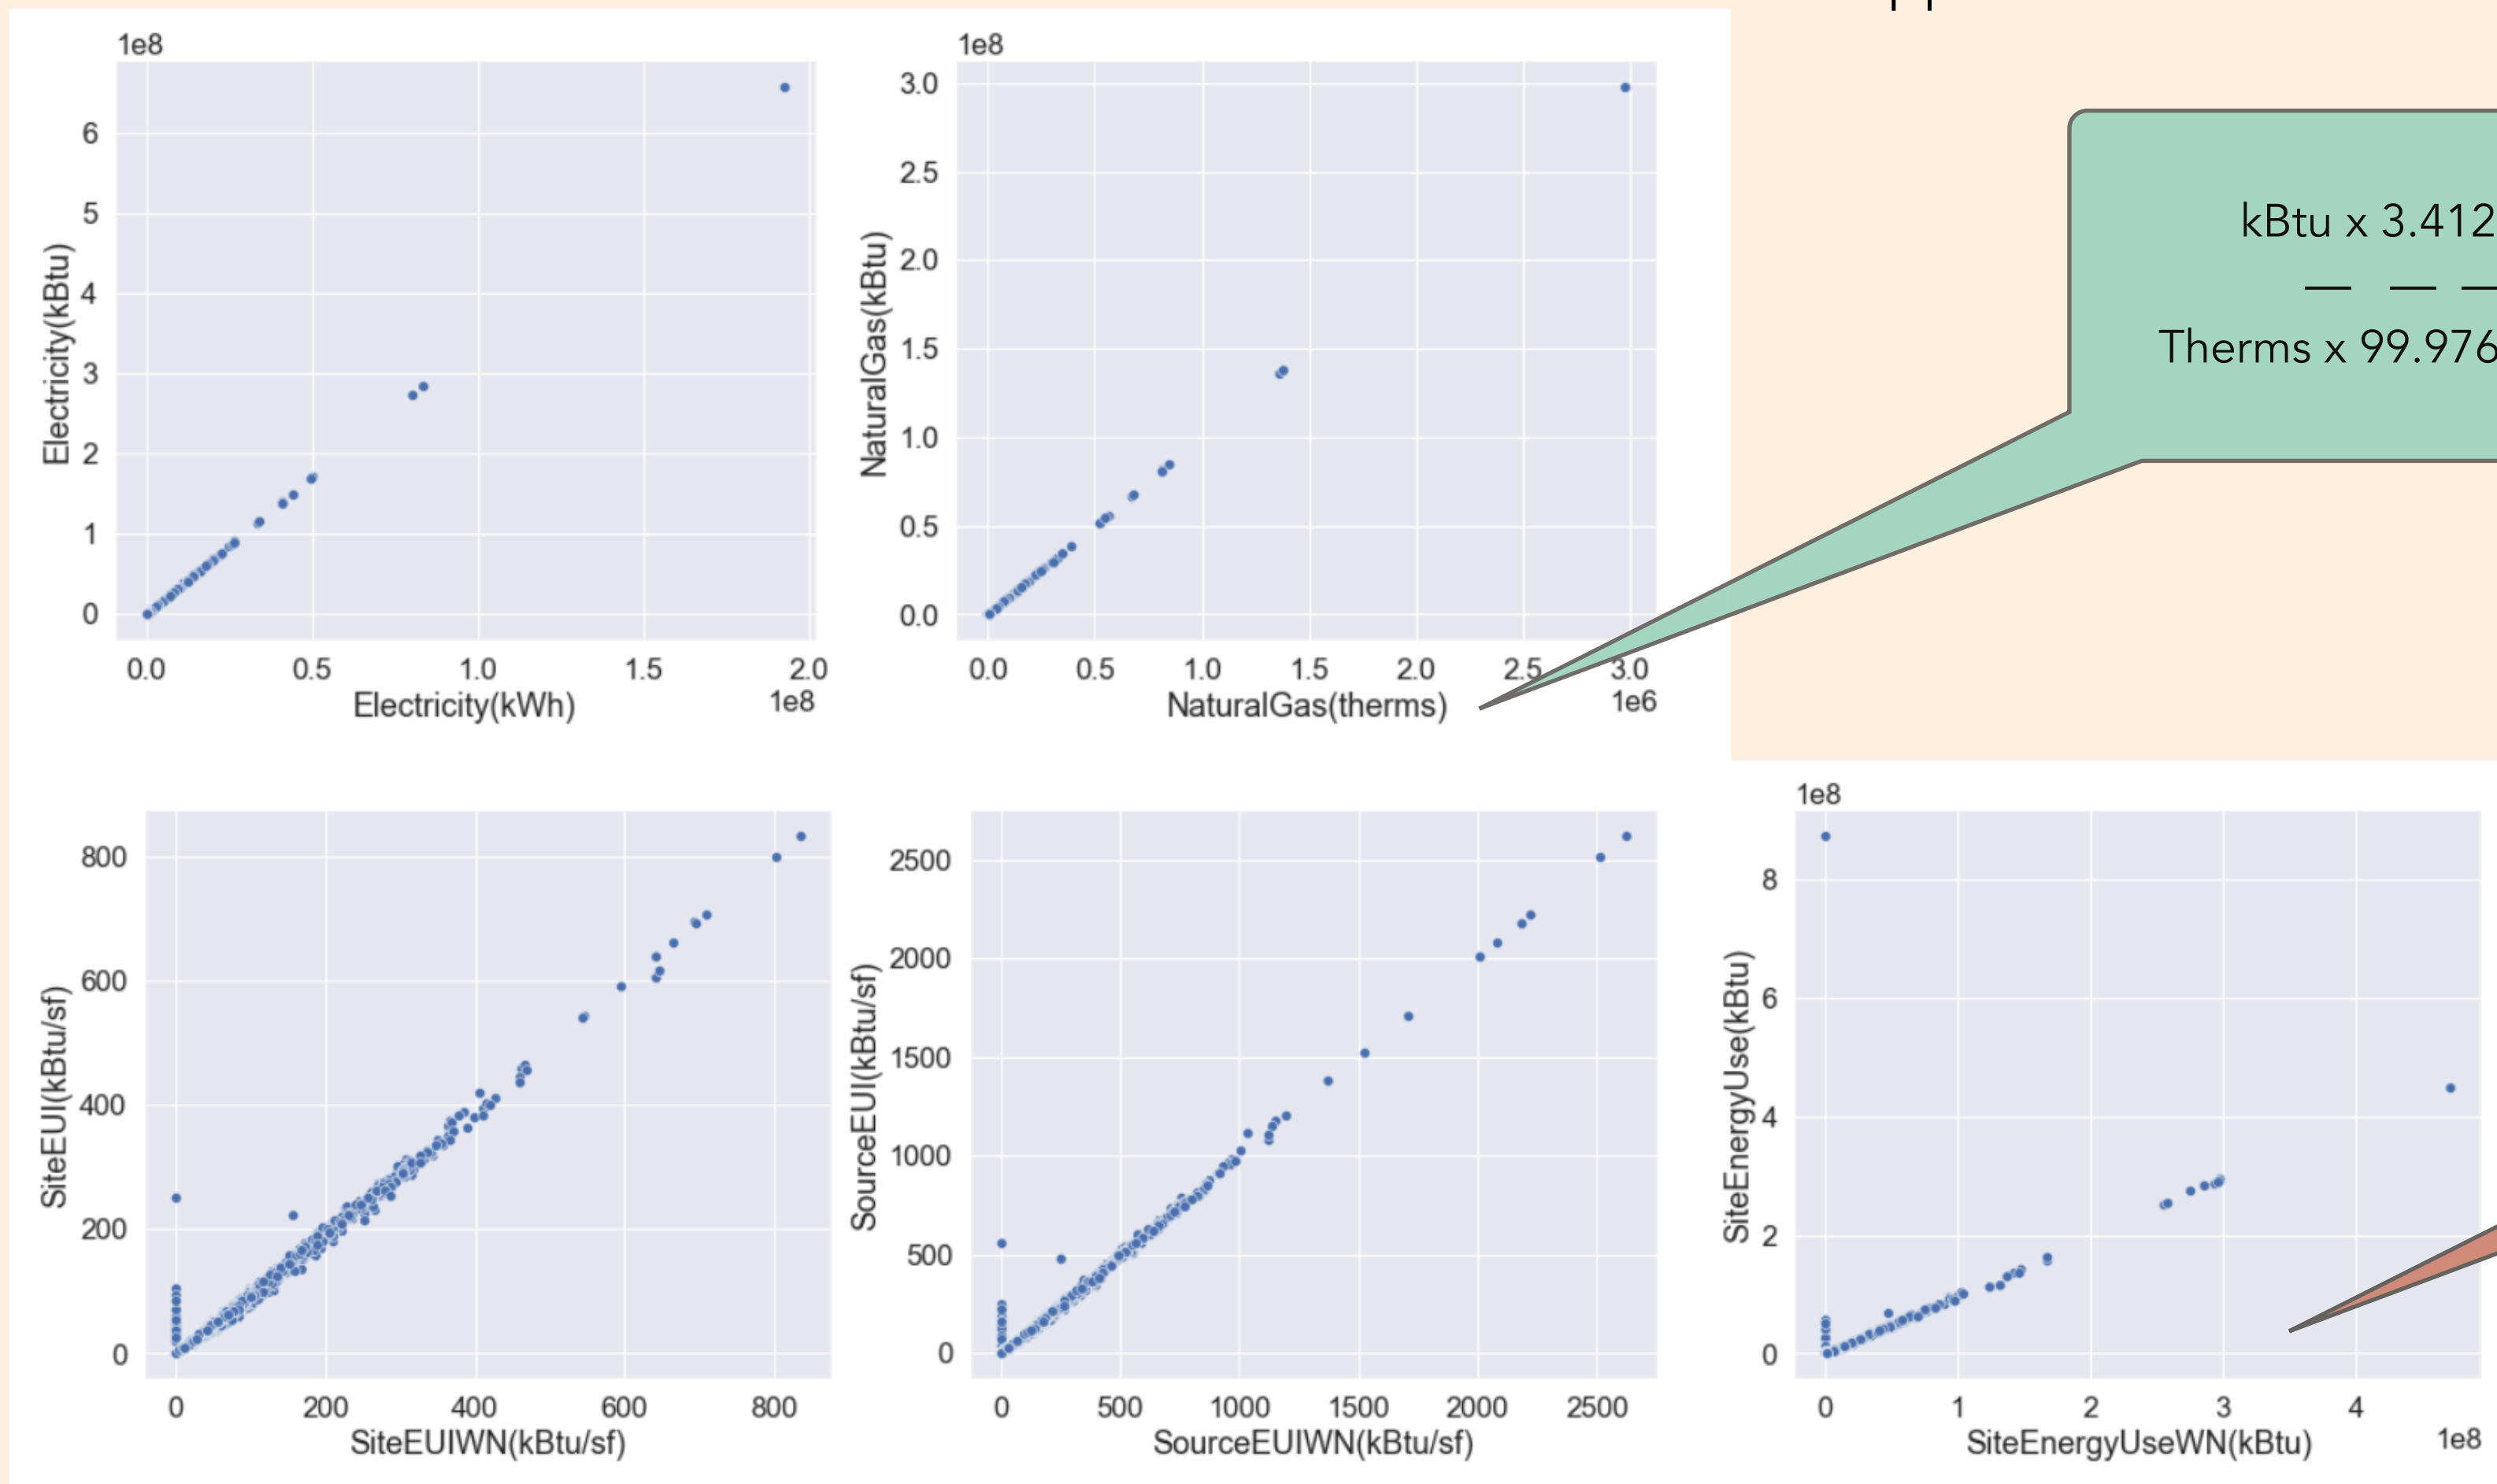 1e8
6
5
4
3
2
1
0
Electricity(kBtu)
0.0 0.5 1.0 1.5 2.0
1e8
Electricity(kWh)
1e8
3.0
2.5
2.0
1.5
1.0
0.5
0.0
NaturalGas(kBtu)
0.0 0.5 1.0 1.5 2.0 2.5 3.0
1e6
NaturalGas(therms)
kBtu x 3.412
— — —
Therms x 99.976
800
600
400
200
0
SiteEUI(kBtu/sf)
0 200 400 600 800
SiteEUIWN(kBtu/sf)
2500
2000
1500
1000
500
0
SourceEUI(kBtu/sf)
0 500 1000 1500 2000 2500
SourceEUIWN(kBtu/sf)
1e8
8
6
4
2
0
SiteEnergyUse(kBtu)
0 1 2 3 4
1e8
SiteEnergyUseWN(kBtu)